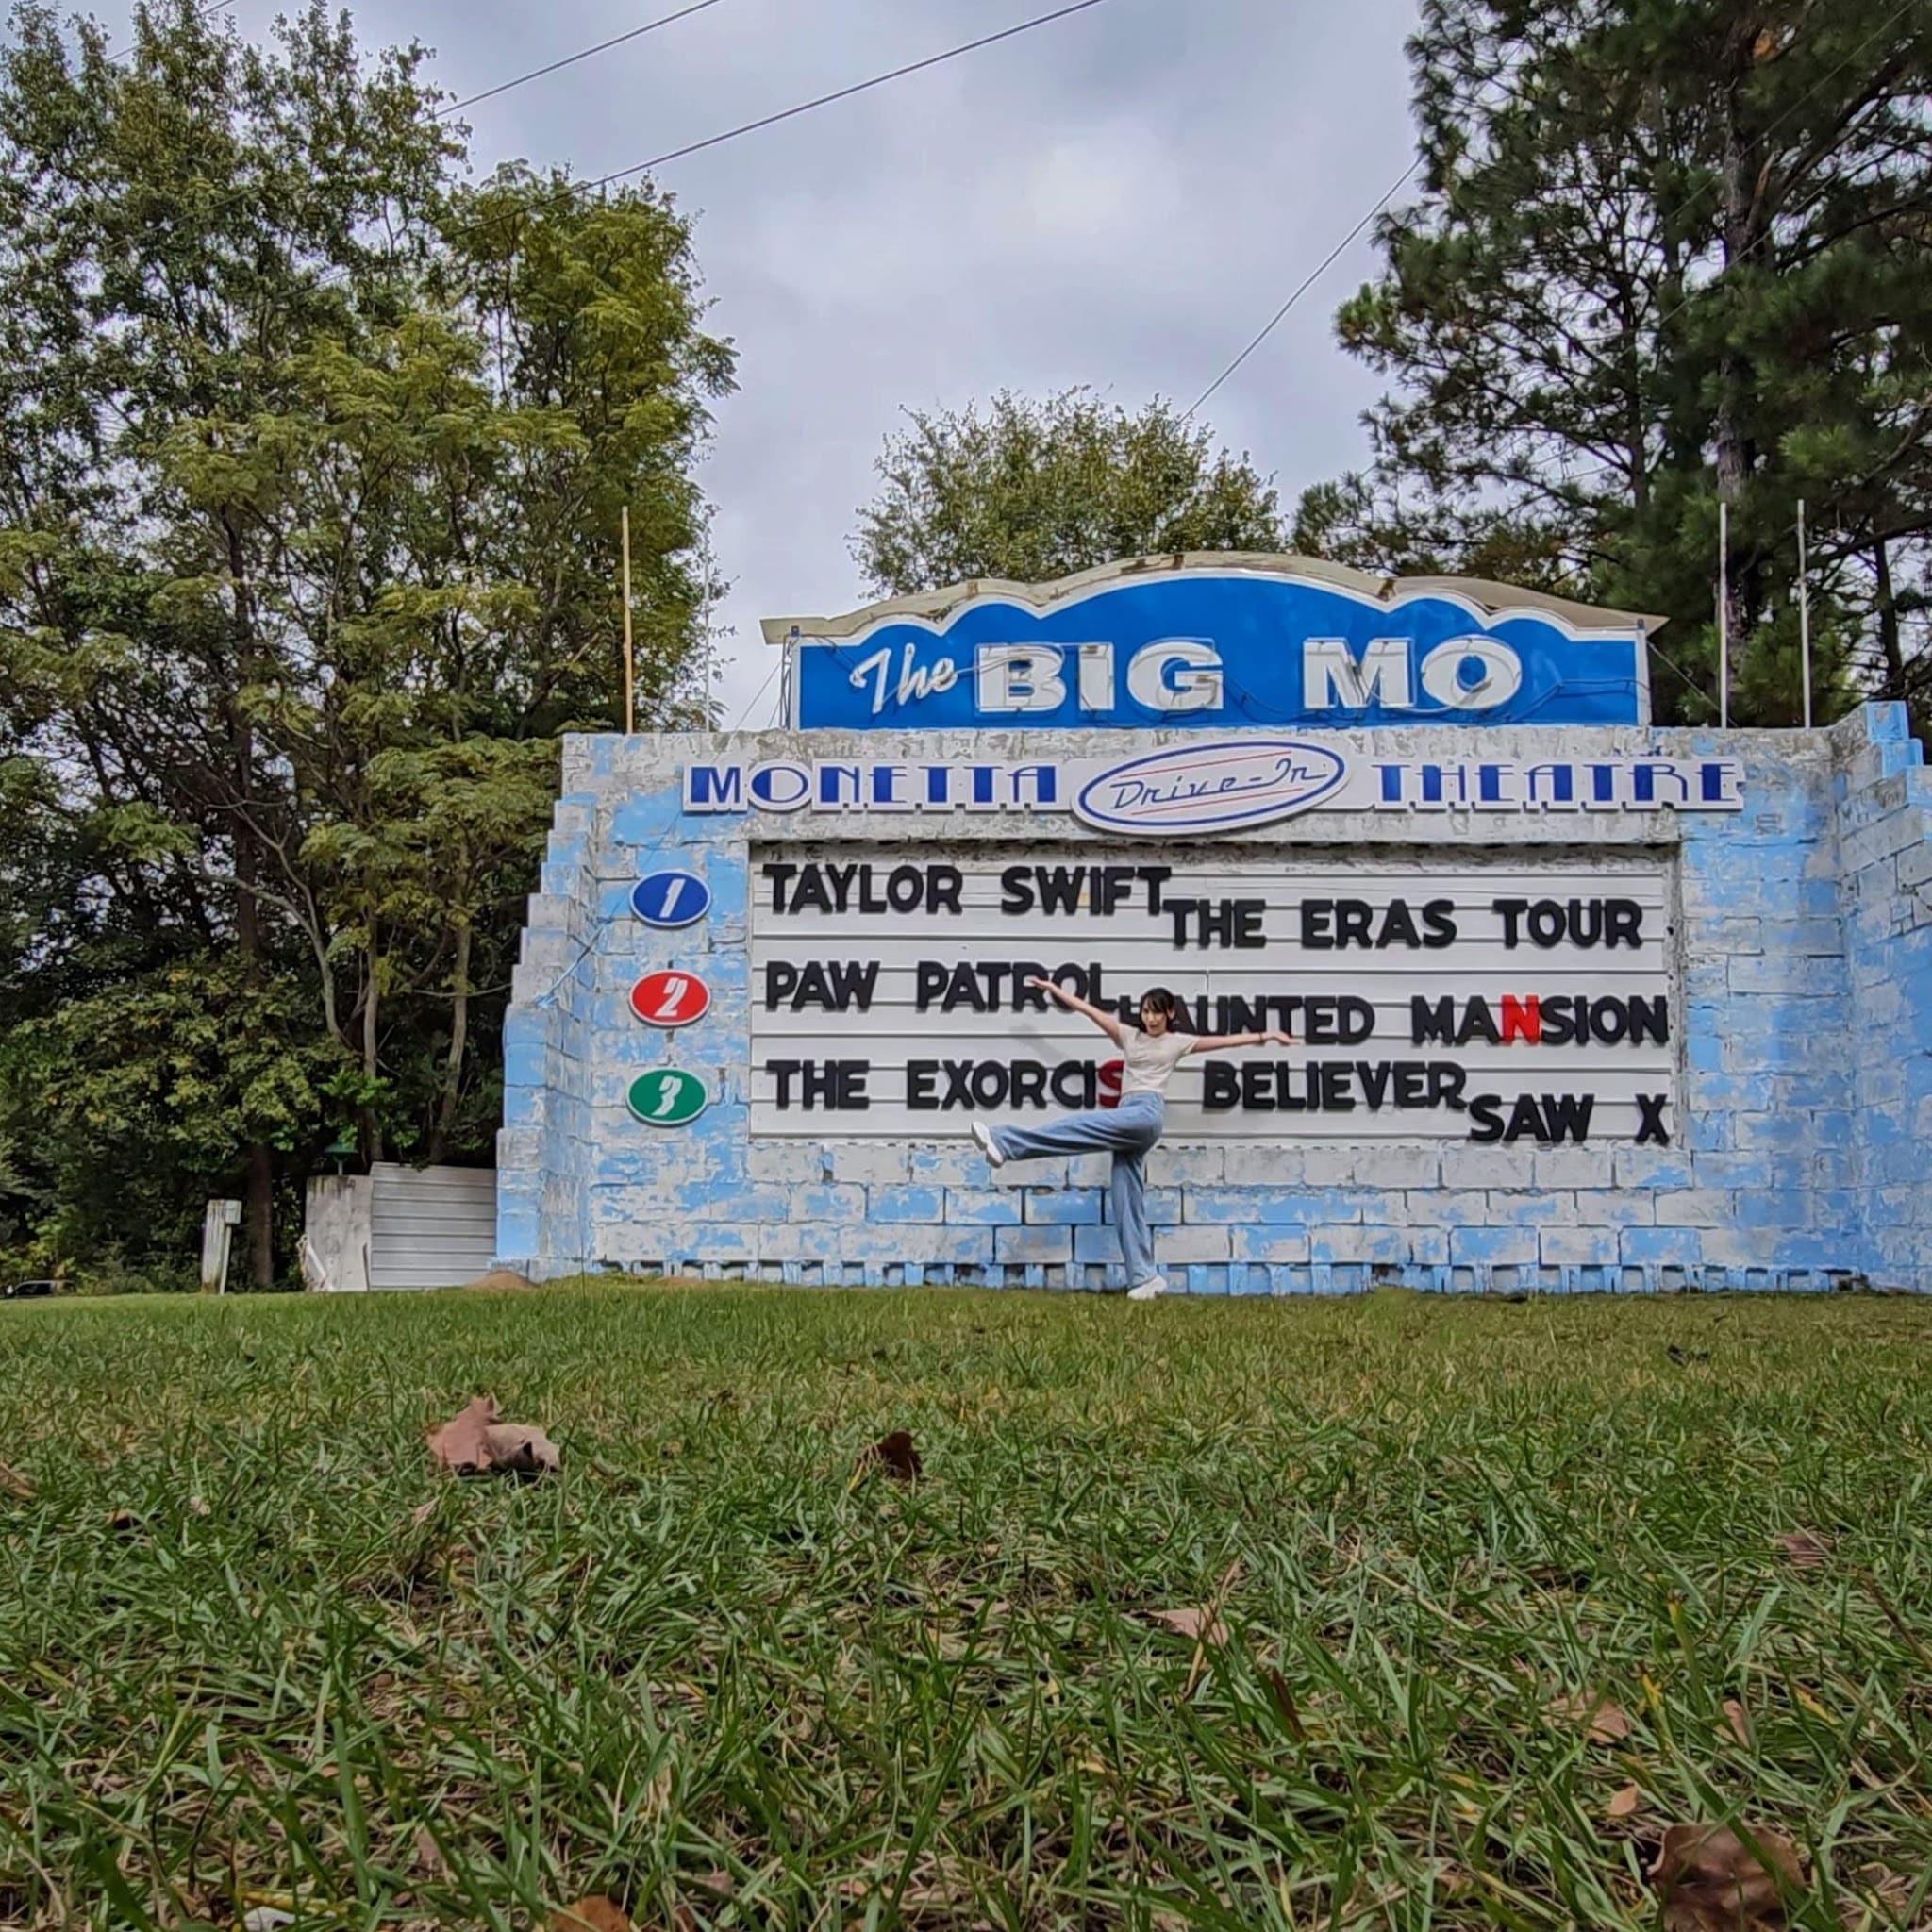 The BIG MO
MONETTA Drive-In THEATRE
1 TAYLOR SWIFT THE ERAS TOUR
2 PAW PATROL HAUNTED MANSION
3 THE EXORCIS BELIEVER SAW X